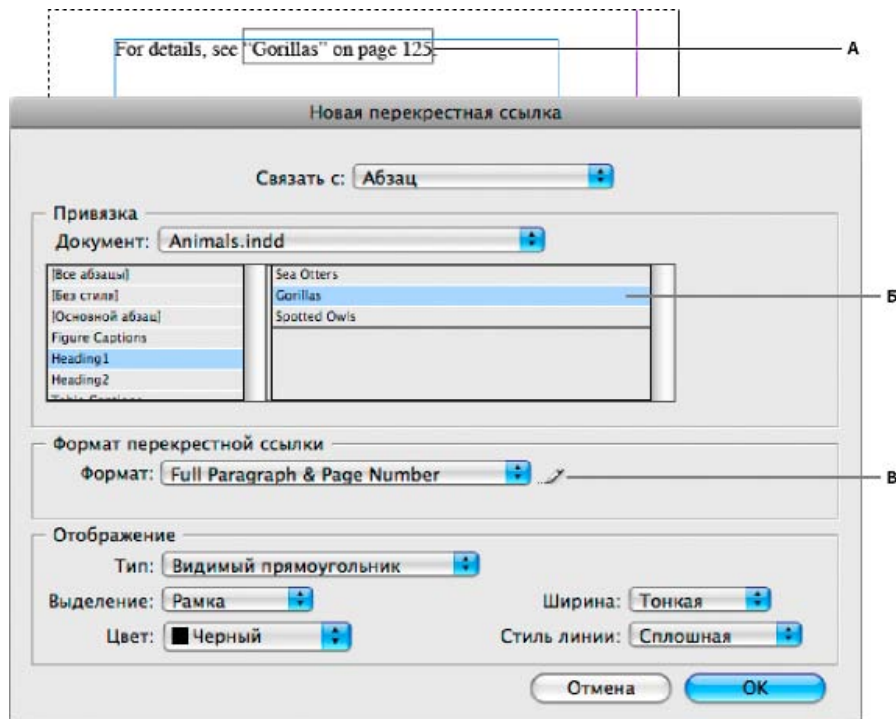 For details, see "Gorillas" on page 125.
А
Новая перекрестная ссылка
Связать с: Абзац
Привязка
Документ: Animals.indd
[Все абзацы]
[Без стиля]
[Основной абзац]
Figure Captions
Heading1
Heading2
Table Captions
Sea Otters
Gorillas
Spotted Owls
Б
Формат перекрестной ссылки
Формат: Full Paragraph & Page Number
В
Отображение
Тип: Видимый прямоугольник
Выделение: Рамка
Ширина: Тонкая
Цвет: Черный
Стиль линии: Сплошная
Отмена
OK